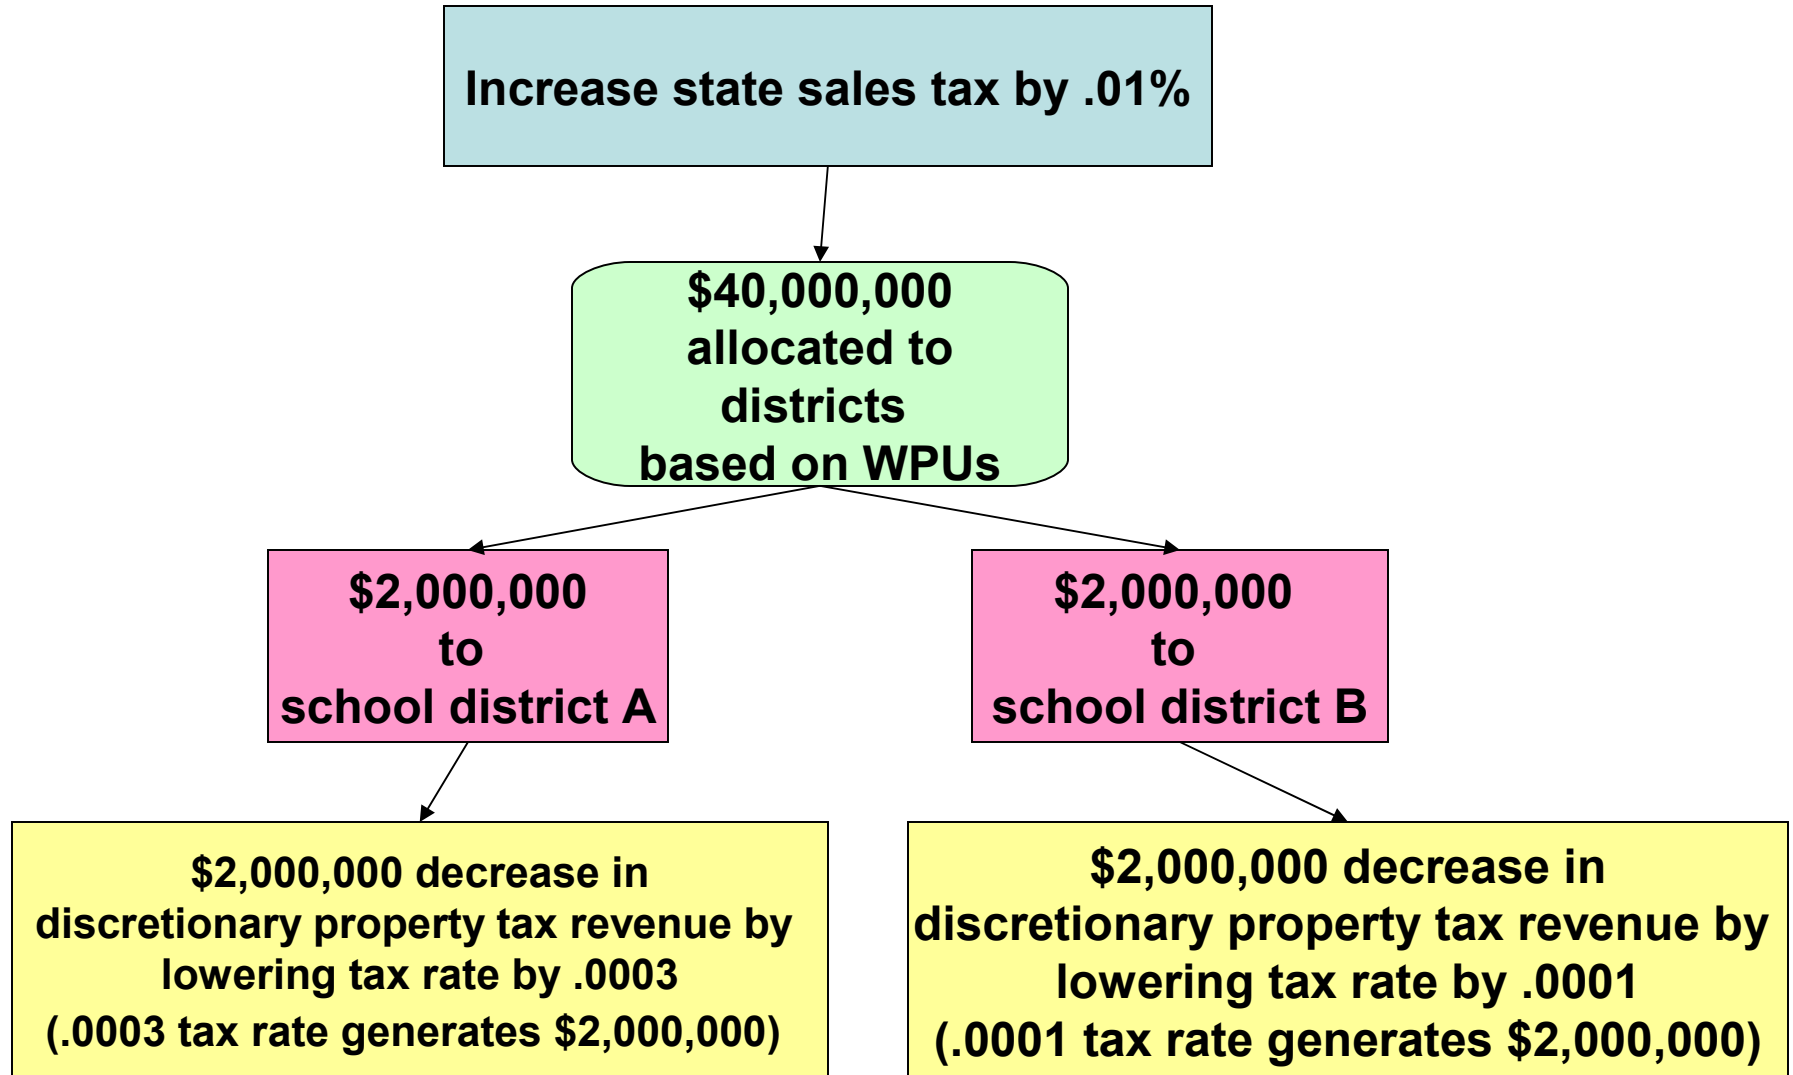 Increase state sales tax by .01%
$40,000,000
allocated to
districts
based on WPUs
$2,000,000
to
school district A
$2,000,000
to
school district B
$2,000,000 decrease in
discretionary property tax revenue by
lowering tax rate by .0003
(.0003 tax rate generates $2,000,000)
$2,000,000 decrease in
discretionary property tax revenue by
lowering tax rate by .0001
(.0001 tax rate generates $2,000,000)